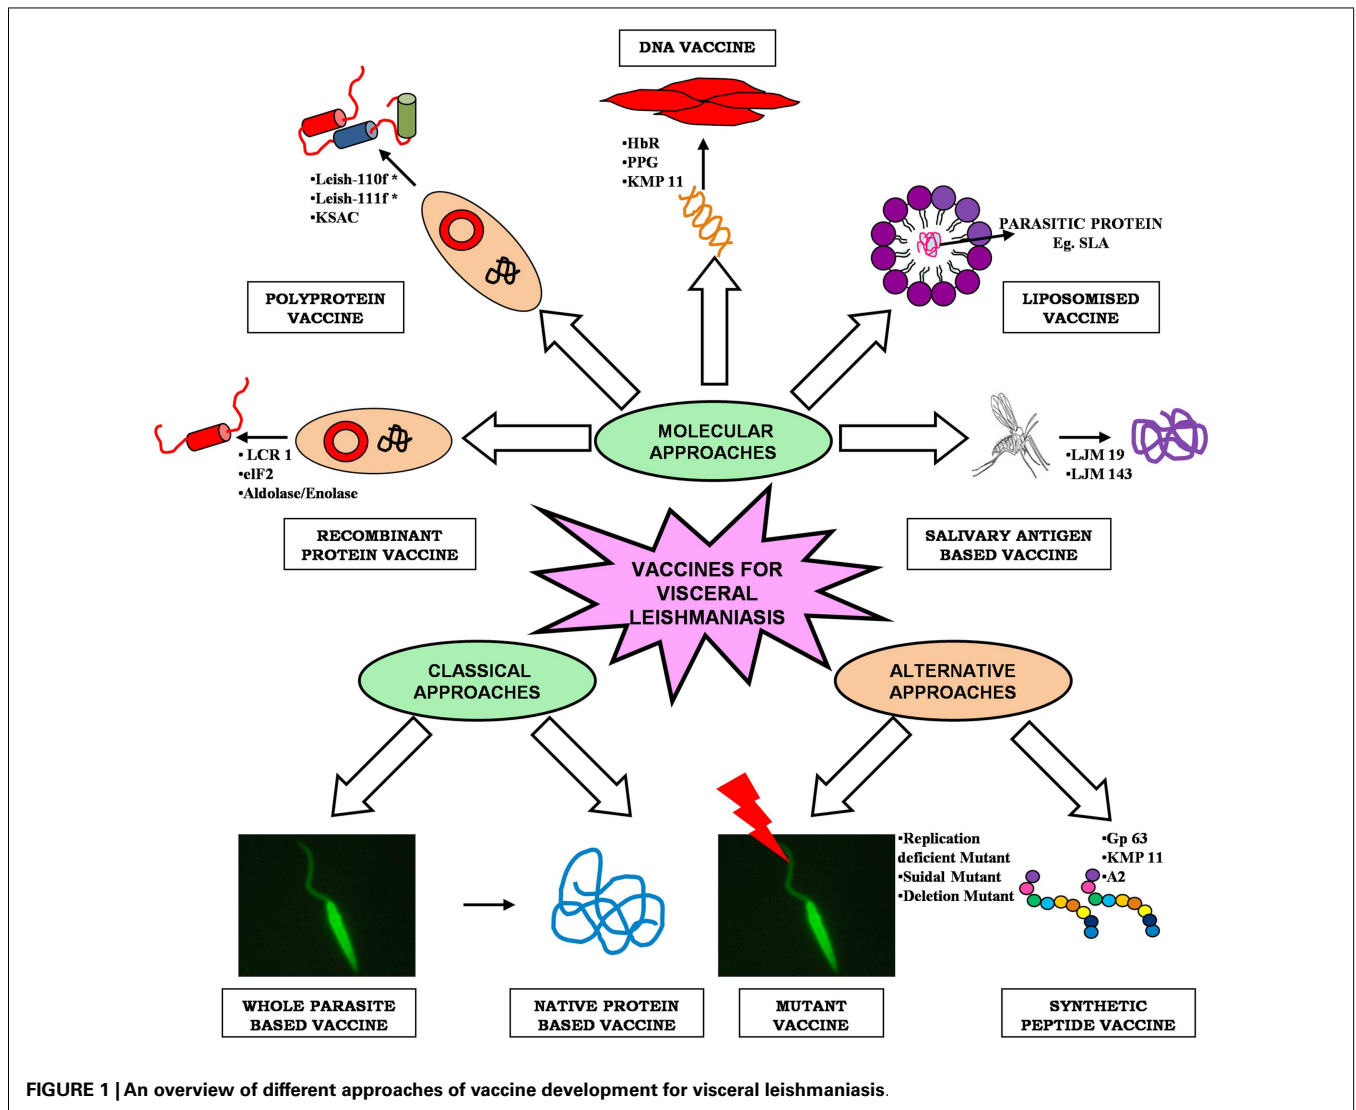 DNA VACCINE
•HbR
•PPG
•KMP 11
•Leish-110f *
•Leish-111f *
•KSAC
PARASITIC PROTEIN
Eg. SLA
POLYPROTEIN
VACCINE
LIPOSOMISED
VACCINE
MOLECULAR
APPROACHES
• LCR 1
•elF2
•Aldolase/Enolase
•LJM 19
•LJM 143
RECOMBINANT
PROTEIN VACCINE
SALIVARY ANTIGEN
BASED VACCINE
VACCINES FOR
VISCERAL
LEISHMANIASIS
CLASSICAL
APPROACHES
ALTERNATIVE
APPROACHES
•Replication
deficient Mutant
•Suidal Mutant
•Deletion Mutant
•Gp 63
•KMP 11
•A2
WHOLE PARASITE
BASED VACCINE
NATIVE PROTEIN
BASED VACCINE
MUTANT
VACCINE
SYNTHETIC
PEPTIDE VACCINE
FIGURE 1 | An overview of different approaches of vaccine development for visceral leishmaniasis.